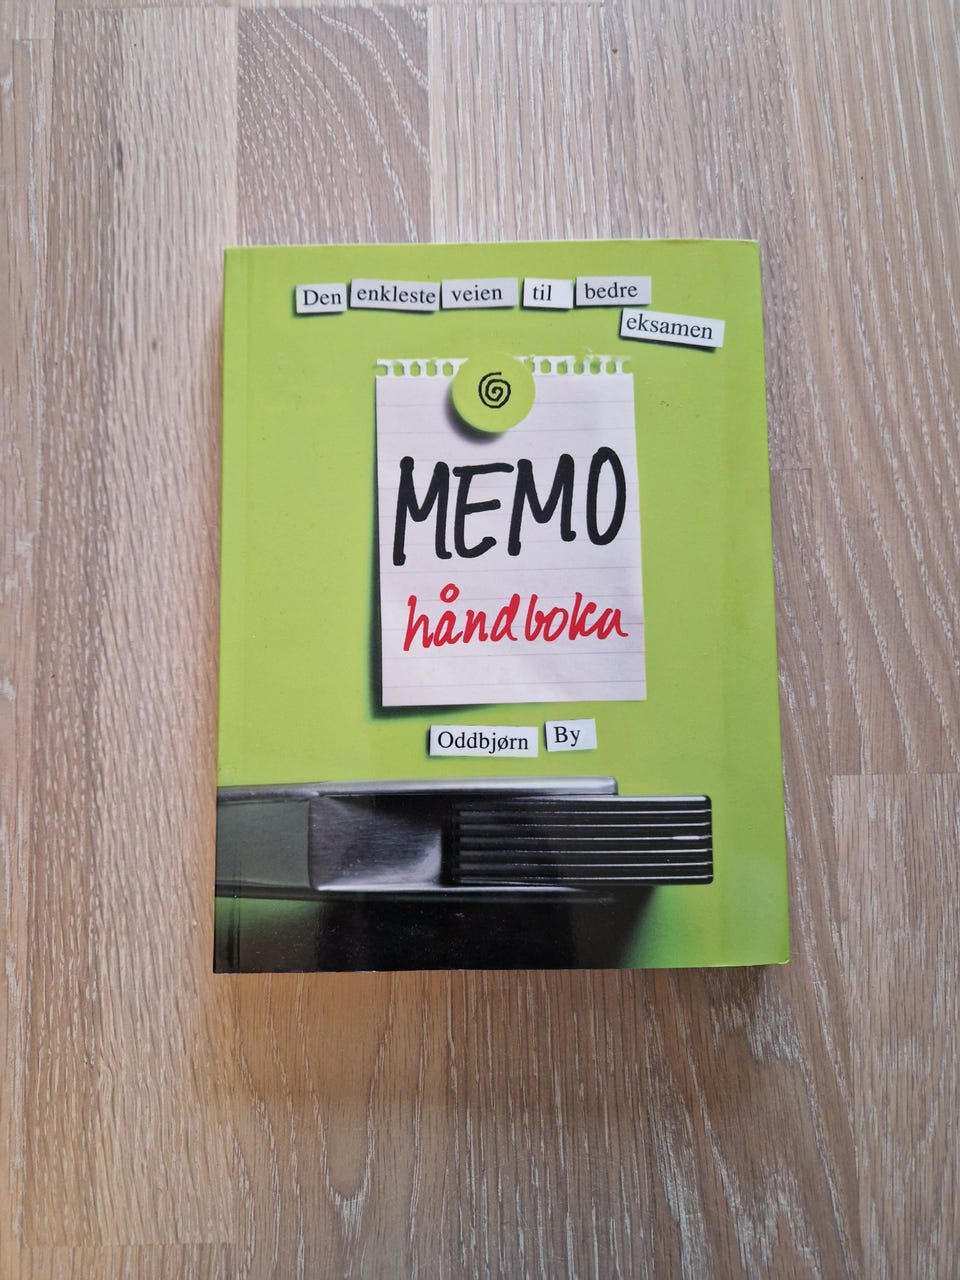 Den enkleste veien til bedre
eksamen
MEMO
håndboka
Oddbjørn By